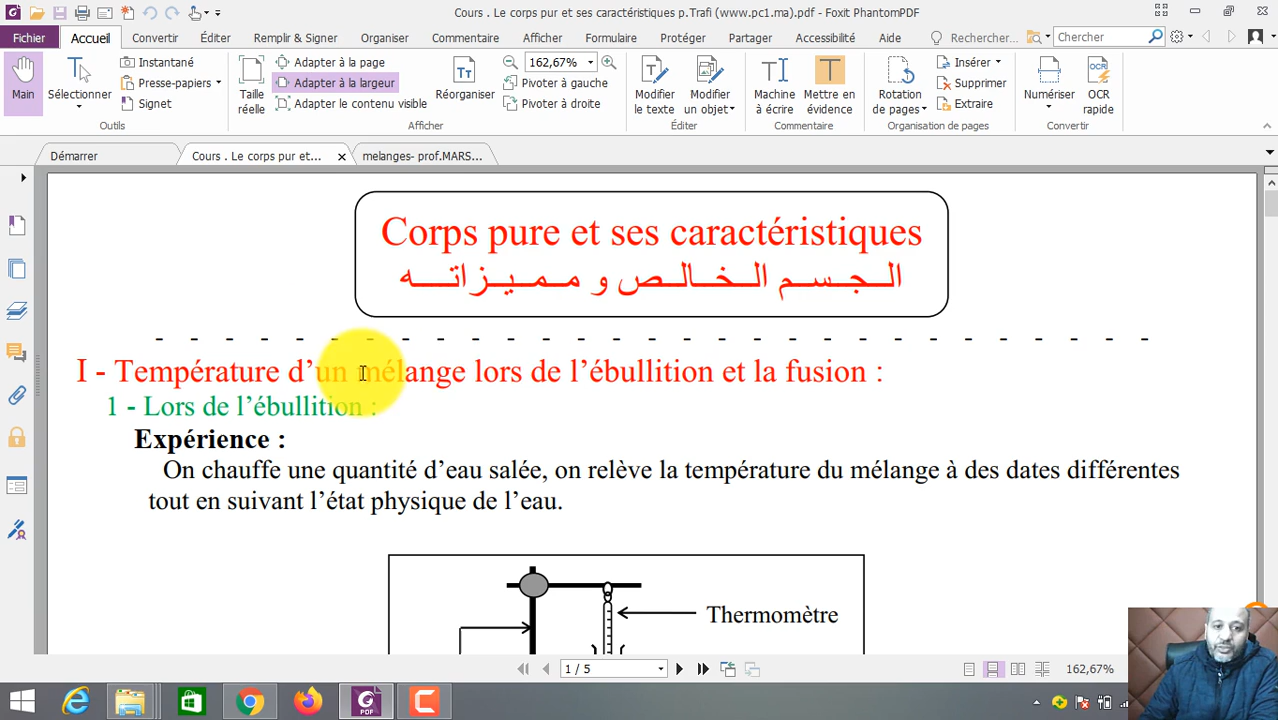 Cours . Le corps pur et ses caractéristiques p.Trafi (www.pc1.ma).pdf - Foxit PhantomPDF
Fichier Accueil Convertir Éditer Remplir & Signer Organiser Commentaire Afficher Formulaire Protéger Partager Accessibilité Aide Rechercher... Chercher
Main
Sélectionner
Instantané
Presse-papiers
Signet
Outils
Taille réelle
Adapter à la page
Adapter à la largeur
Adapter le contenu visible
Réorganiser
162,67%
Pivoter à gauche
Pivoter à droite
Afficher
Modifier le texte
Modifier un objet
Éditer
Machine à écrire
Mettre en évidence
Commentaire
Rotation de pages
Insérer
Supprimer
Extraire
Organisation de pages
Numériser
OCR rapide
Convertir
Démarrer
Cours . Le corps pur et...
melanges- prof.MARS...
Corps pure et ses caractéristiques
الـجـسـم الـخـالـص و مـمـيـزاتـه
I - Température d’un mélange lors de l’ébullition et la fusion :
1 - Lors de l’ébullition :
Expérience :
On chauffe une quantité d’eau salée, on relève la température du mélange à des dates différentes
tout en suivant l’état physique de l’eau.
Thermomètre
1 / 5
162,67%